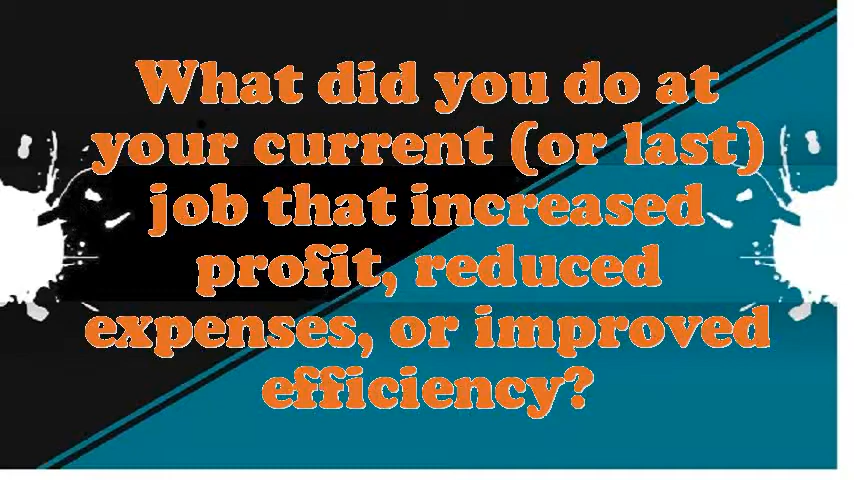 What did you do at
your current (or last)
job that increased
profit, reduced
expenses, or improved
efficiency?